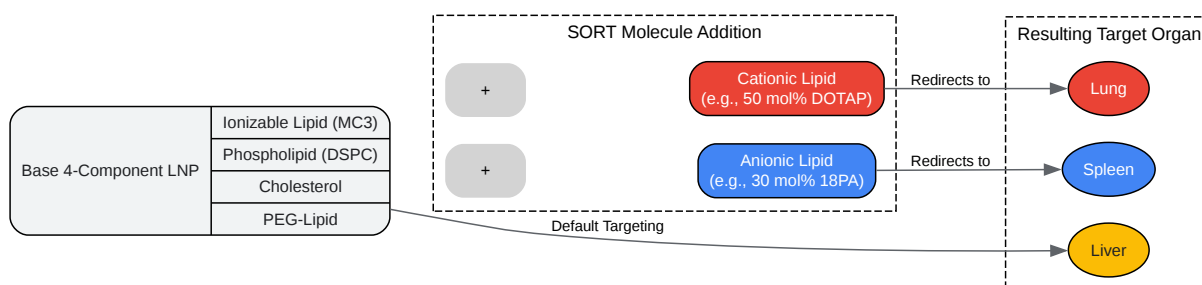 SORT Molecule Addition
Resulting Target Organ
+
Cationic Lipid
(e.g., 50 mol% DOTAP)
Redirects to
Lung
Base 4-Component LNP
Ionizable Lipid (MC3)
Phospholipid (DSPC)
Cholesterol
PEG-Lipid
+
Anionic Lipid
(e.g., 30 mol% 18PA)
Redirects to
Spleen
Default Targeting
Liver